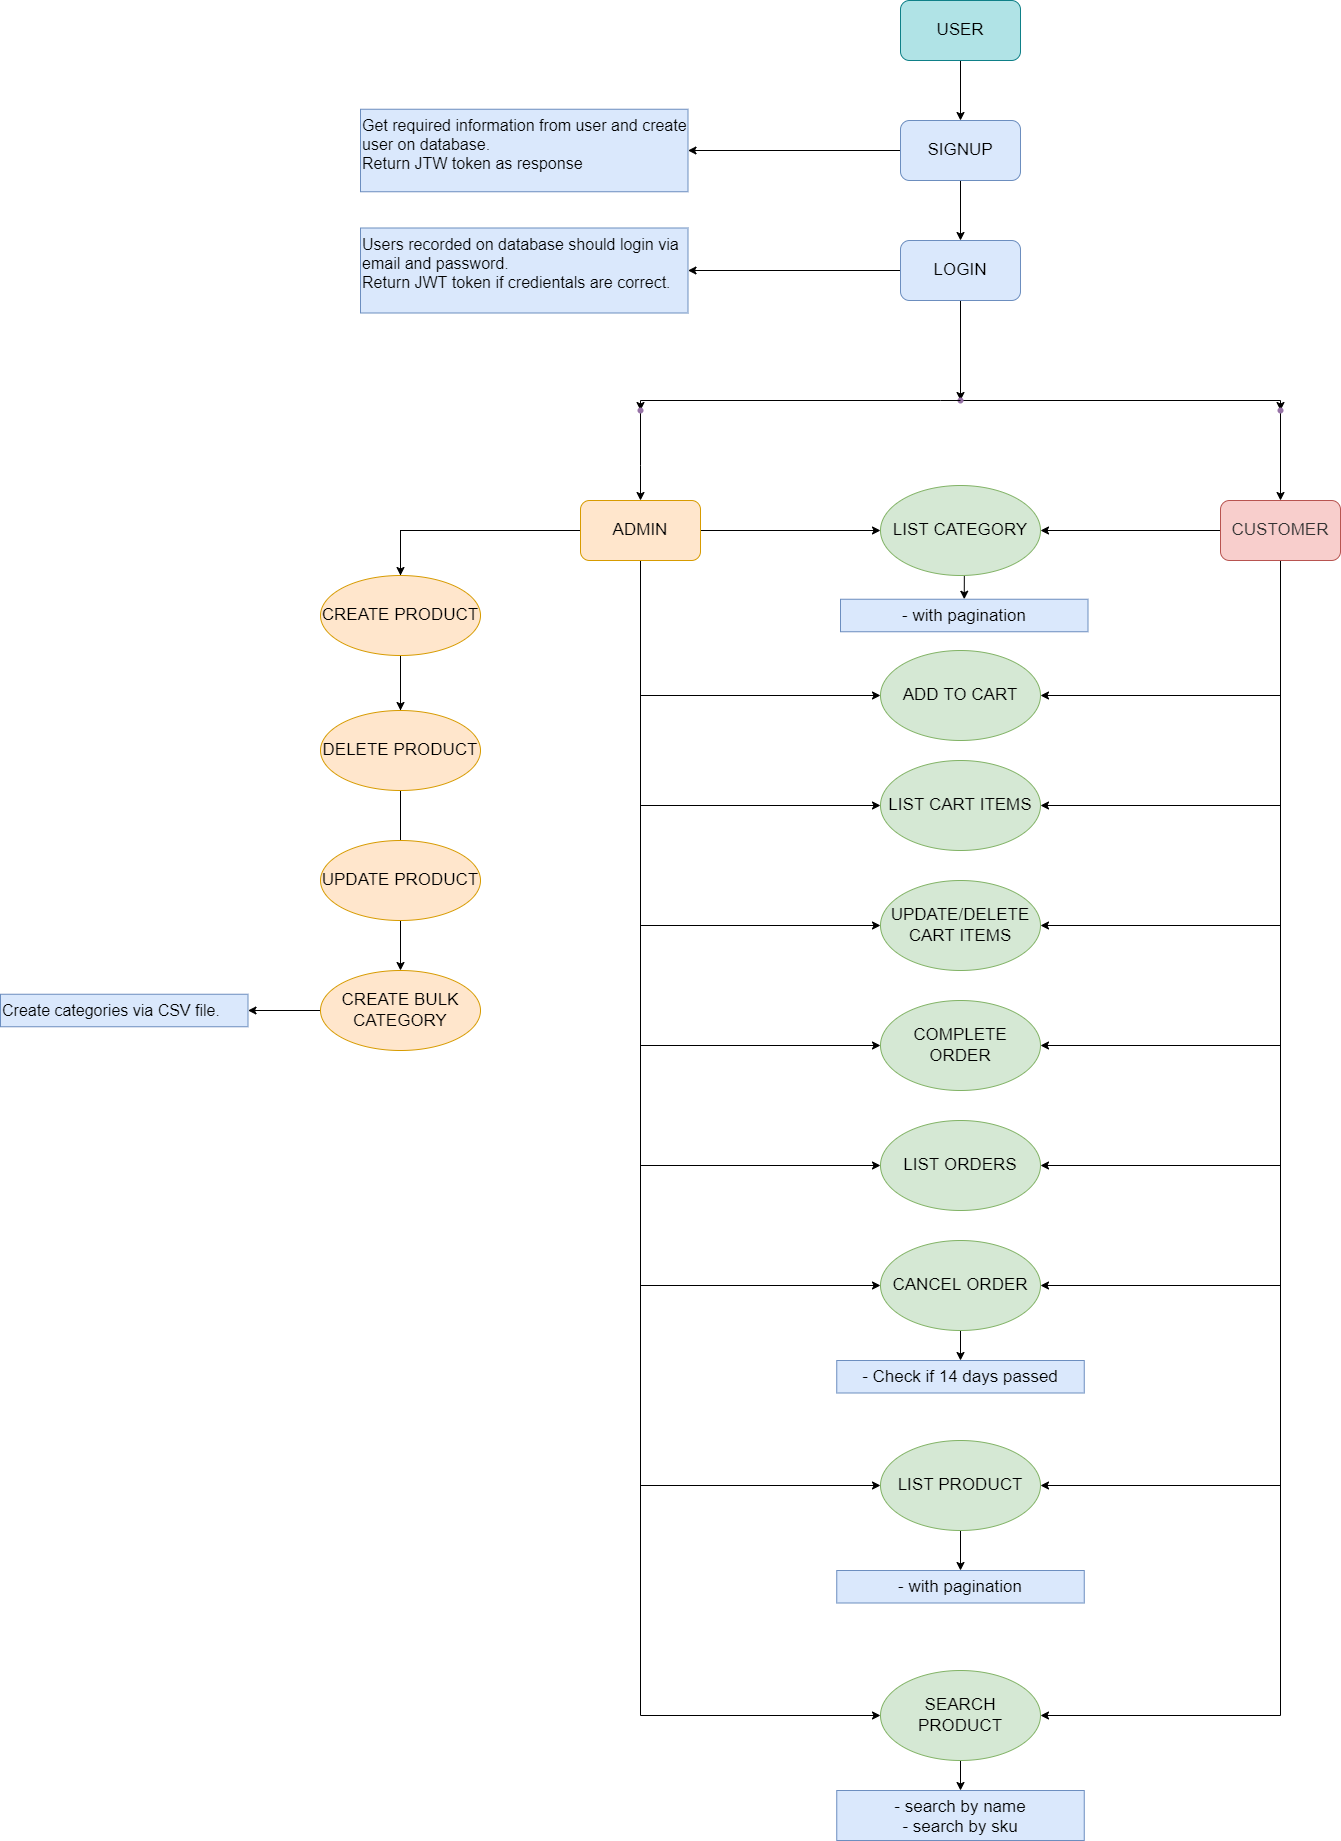 USER
Get required information from user and create
user on database.
Return JTW token as response
SIGNUP
Users recorded on database should login via
email and password.
Return JWT token if credientals are correct.
LOGIN
ADMIN
LIST CATEGORY
CUSTOMER
- with pagination
CREATE PRODUCT
ADD TO CART
DELETE PRODUCT
LIST CART ITEMS
UPDATE PRODUCT
UPDATE/DELETE
CART ITEMS
Create categories via CSV file.
CREATE BULK
CATEGORY
COMPLETE
ORDER
LIST ORDERS
CANCEL ORDER
- Check if 14 days passed
LIST PRODUCT
- with pagination
SEARCH
PRODUCT
- search by name
- search by sku